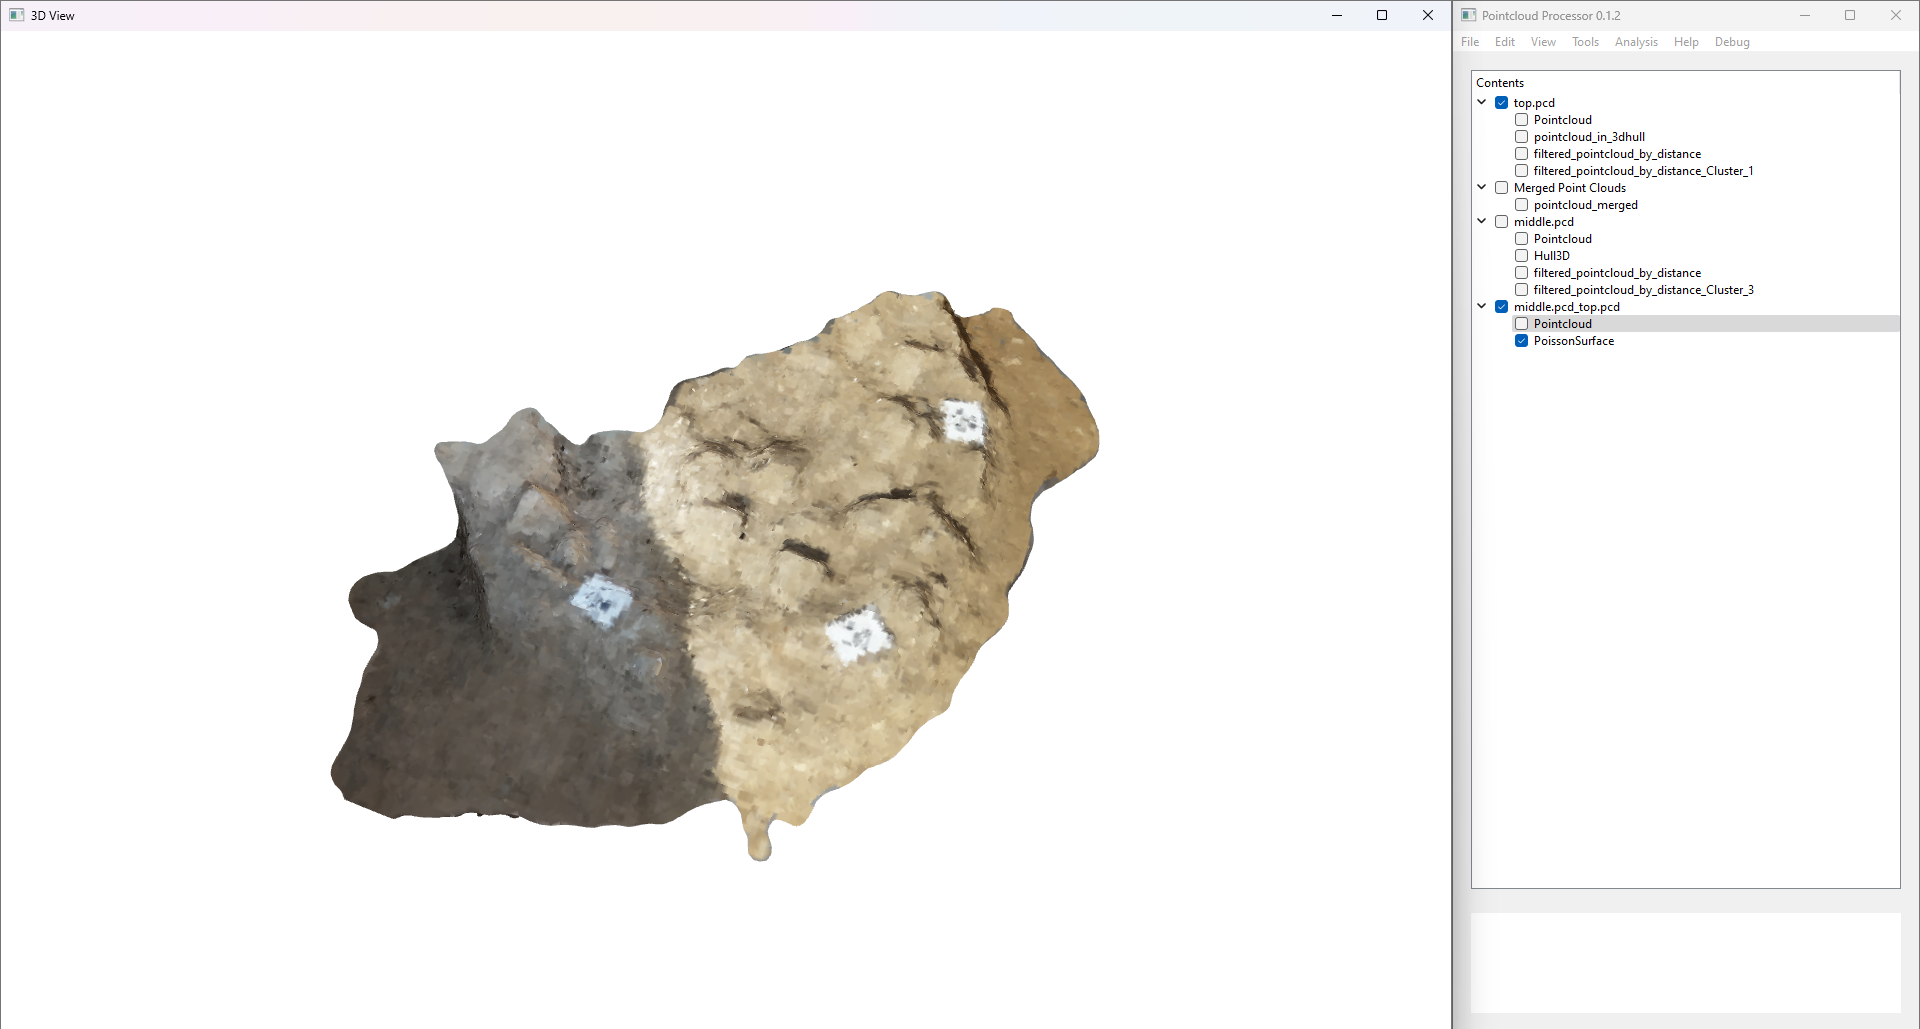 3D View
Pointcloud Processor 0.1.2
File Edit View Tools Analysis Help Debug
Contents
top.pcd
Pointcloud
pointcloud_in_3dhull
filtered_pointcloud_by_distance
filtered_pointcloud_by_distance_Cluster_1
Merged Point Clouds
pointcloud_merged
middle.pcd
Pointcloud
Hull3D
filtered_pointcloud_by_distance
filtered_pointcloud_by_distance_Cluster_3
middle.pcd_top.pcd
Pointcloud
PoissonSurface